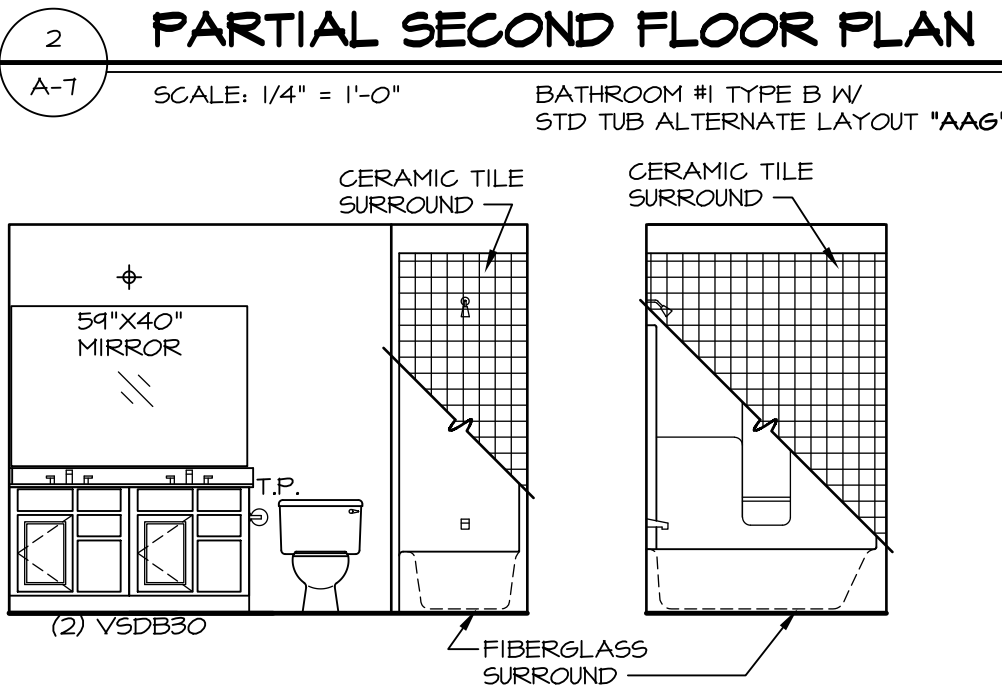 2
A-7
PARTIAL SECOND FLOOR PLAN
SCALE: 1/4" = 1'-0"
BATHROOM #1 TYPE B W/
STD TUB ALTERNATE LAYOUT "AAG"
CERAMIC TILE
SURROUND
CERAMIC TILE
SURROUND
59"X40"
MIRROR
T.P.
(2) VSDB30
FIBERGLASS
SURROUND